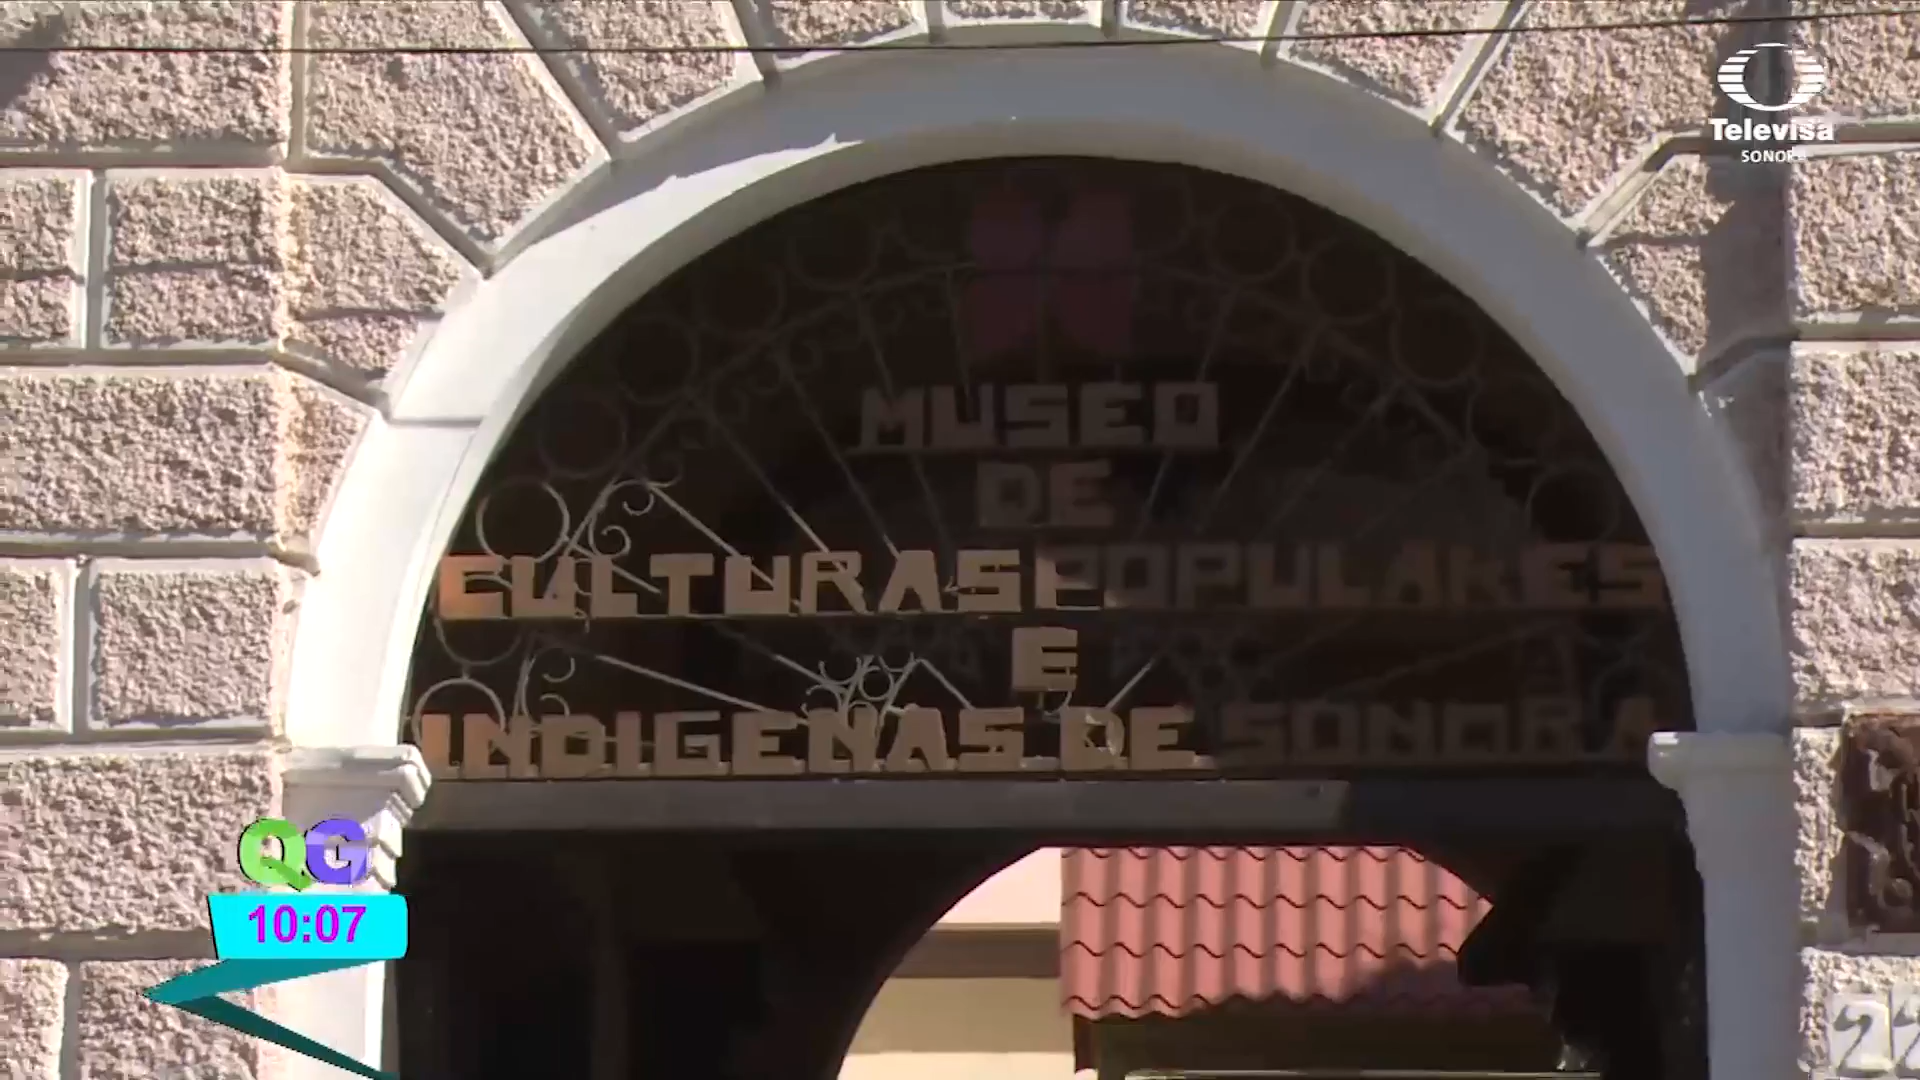 Televisa
SONORA
MUSEO
DE
CULTURAS POPULARES
E
INDIGENAS DE SONORA
QG
10:07